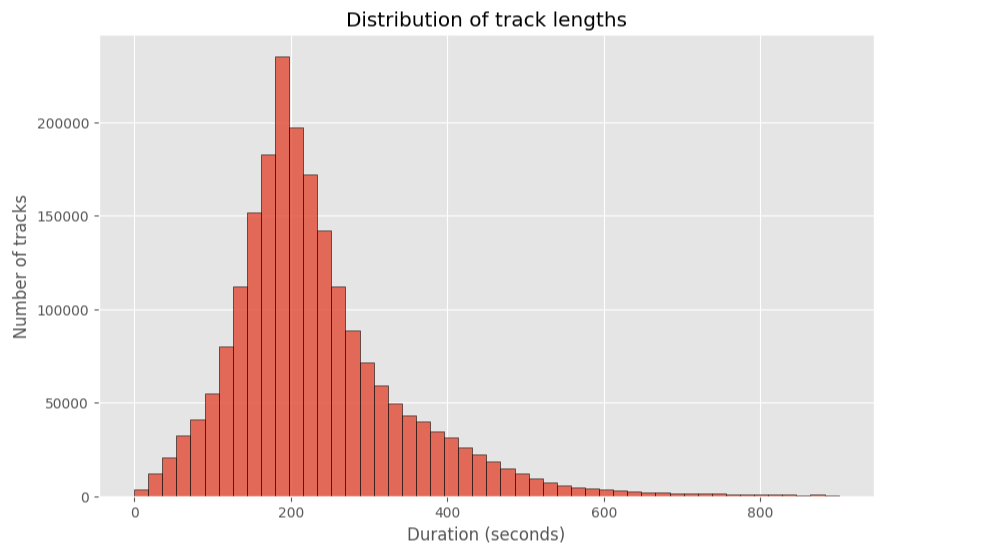 Distribution of track lengths
Number of tracks
200000
150000
100000
50000
0
0 200 400 600 800
Duration (seconds)